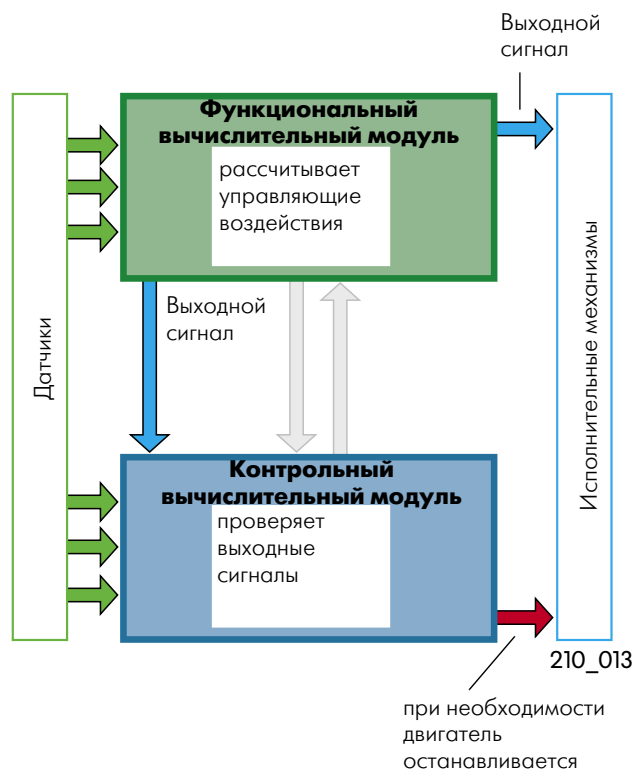 Выходной
сигнал
Функциональный
вычислительный модуль
рассчитывает
управляющие
воздействия
Датчики
Выходной
сигнал
Исполнительные механизмы
Контрольный
вычислительный модуль
проверяет
выходные
сигналы
210_013
при необходимости
двигатель
останавливается